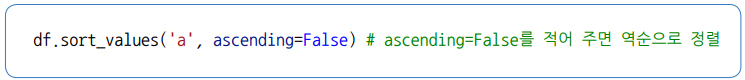 df.sort_values('a', ascending=False) # ascending=False를 적어 주면 역순으로 정렬